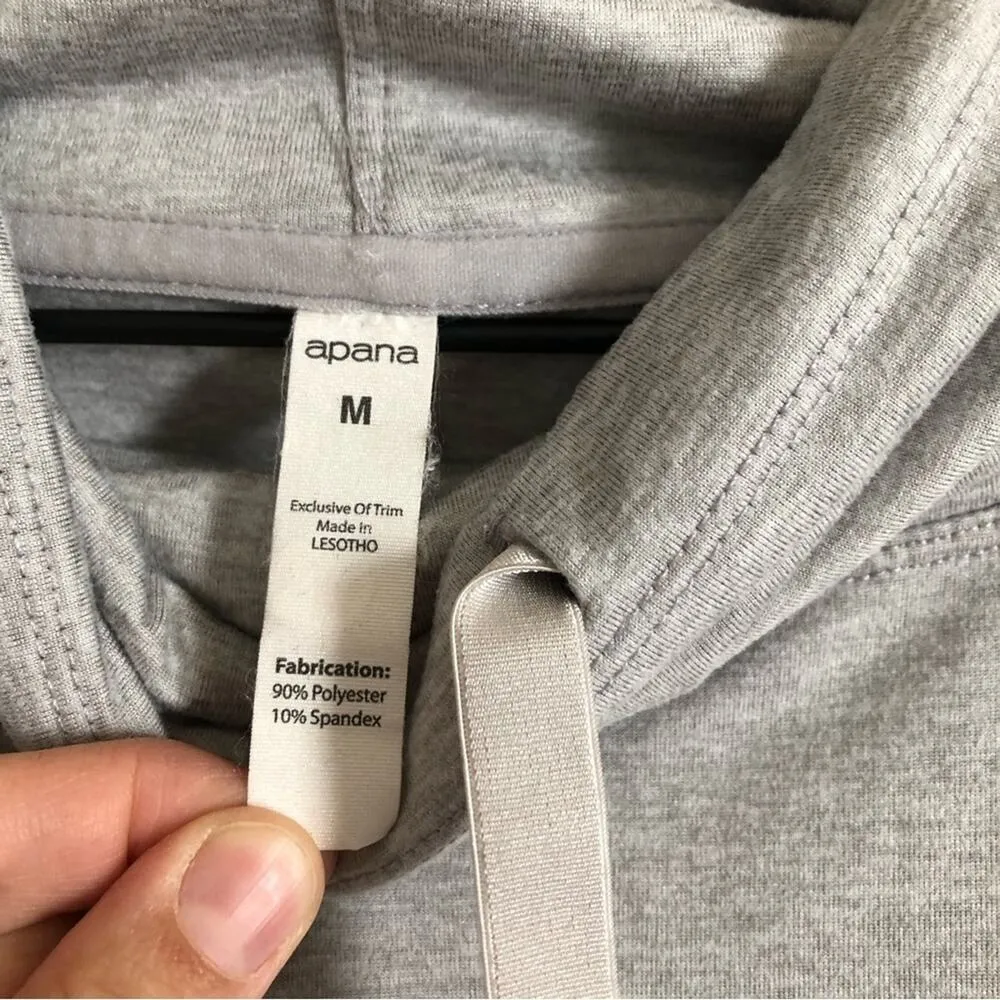 apana
M
Exclusive Of Trim
Made in
LESOTHO
Fabrication:
90% Polyester
10% Spandex